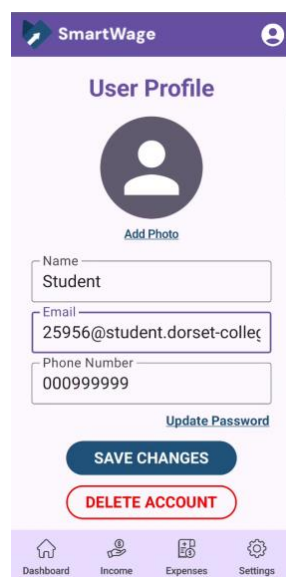 SmartWage
User Profile
Add Photo
Name
Student
Email
25956@student.dorset-colleg
Phone Number
000999999
Update Password
SAVE CHANGES
DELETE ACCOUNT
Dashboard Income Expenses Settings